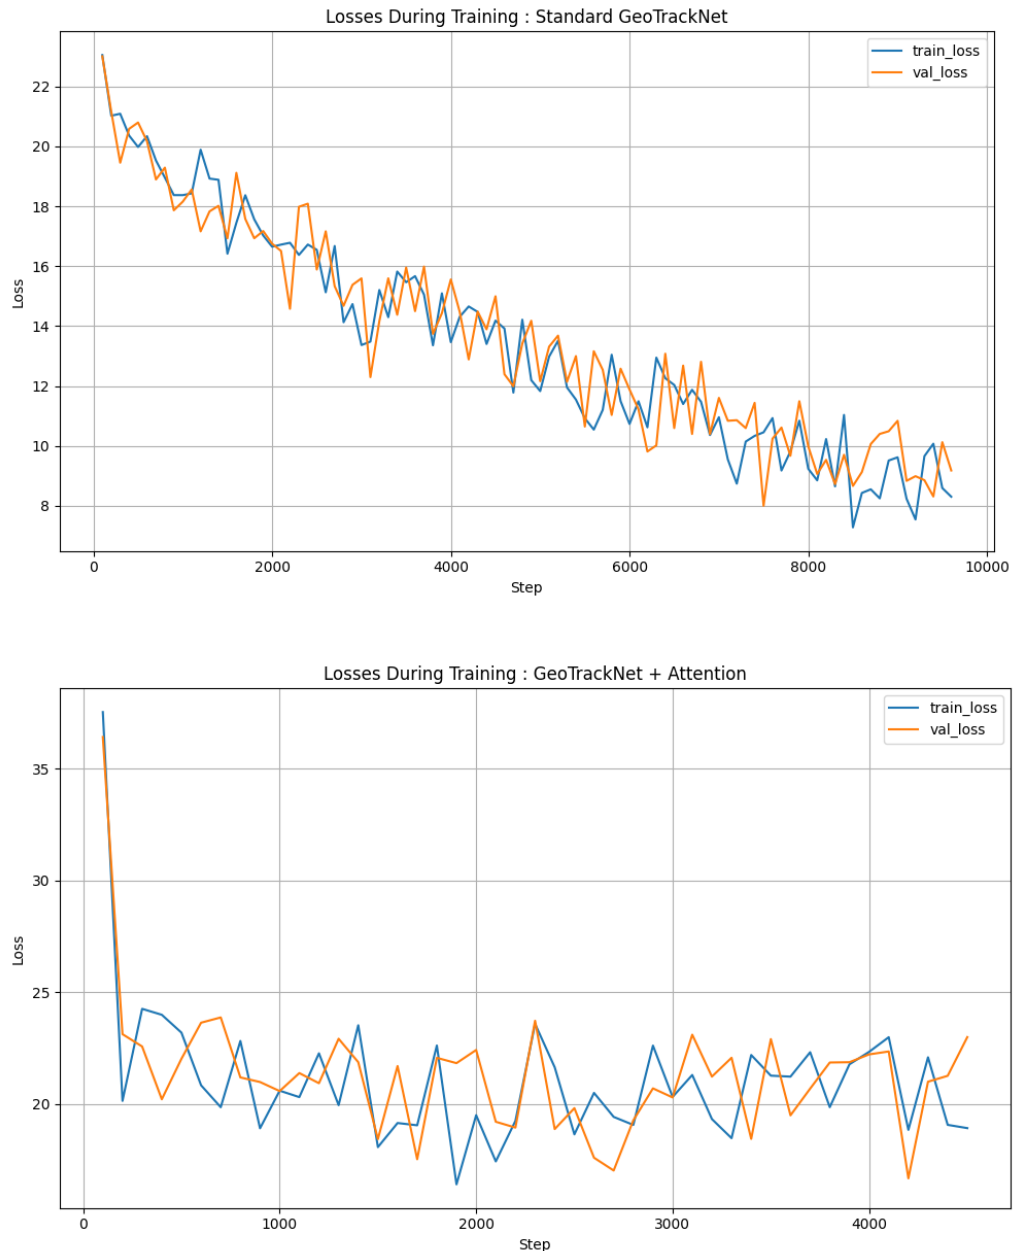 Losses During Training : Standard GeoTrackNet
train_loss
val_loss
22
20
18
16
14
12
10
8
Loss
0
2000
4000
6000
8000
10000
Step
Losses During Training : GeoTrackNet + Attention
train_loss
val_loss
35
30
25
20
Loss
0
1000
2000
3000
4000
Step